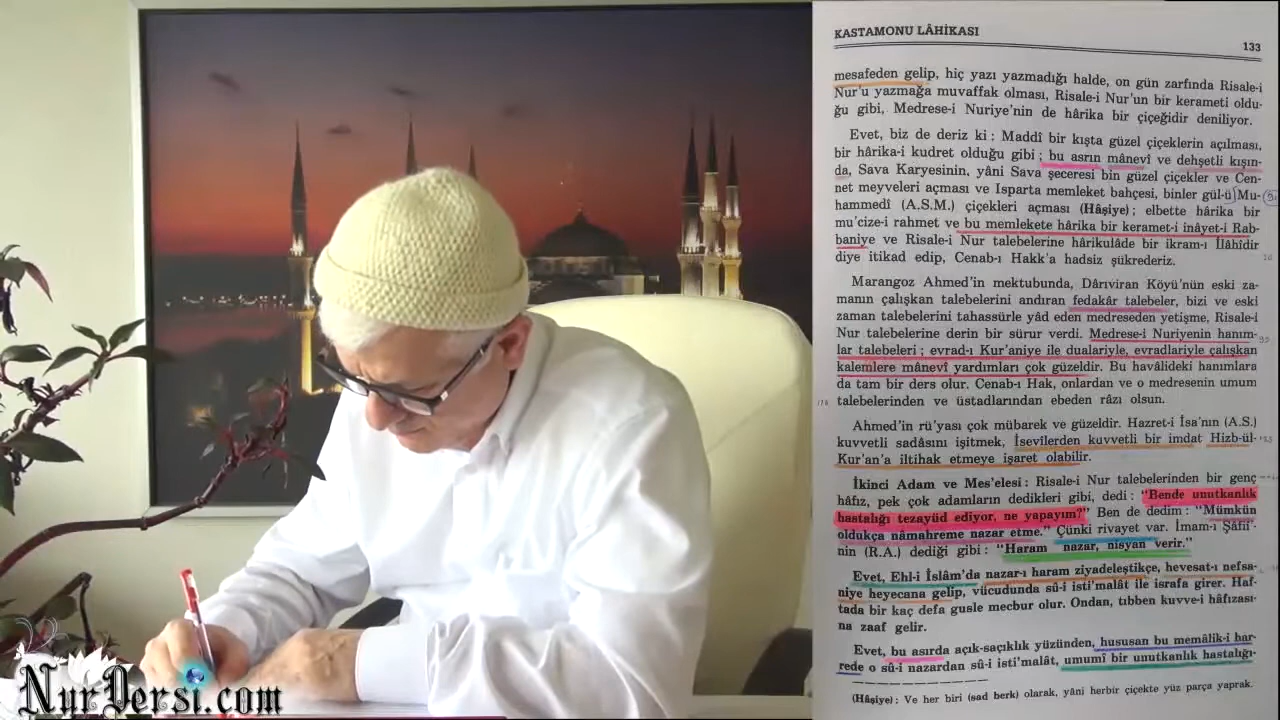 KASTAMONU LÂHİKASI
133
mesafeden gelip, hiç yazı yazmadığı halde, on gün zarfında Risale-i
Nur'u yazmağa muvaffak olması, Risale-i Nur'un bir kerameti oldu-
ğu gibi, Medrese-i Nuriye'nin de hârika bir çiçeğidir deniliyor.
Evet, biz de deriz ki : Maddî bir kışta güzel çiçeklerin açılması,
bir hârika-i kudret olduğu gibi ; bu asrın mânevî ve dehşetli kışın-
da, Sava Karyesinin, yâni Sava şeceresi bin güzel çiçekler ve Cen-
net meyveleri açması ve Isparta memleket bahçesi, binler gül-ü Mu-
hammedî (A.S.M.) çiçekleri açması (Hâşiye) ; elbette hârika bir
mu'cize-i rahmet ve bu memlekete hârika bir keramet-i inâyet-i Rab-
baniye ve Risale-i Nur talebelerine hârikulâde bir ikram-ı İlâhîdir
diye itikad edip, Cenab-ı Hakk'a hadsiz şükrederiz.
Marangoz Ahmed'in mektubunda, Dârıviran Köyü'nün eski za-
manın çalışkan talebelerini andıran fedakâr talebeler, bizi ve eski
zaman talebelerini tahassürle yâd eden medreseden yetişme, Risale-i
Nur talebelerine derin bir sürur verdi. Medrese-i Nuriyenin hanım-
lar talebeleri ; evrad-ı Kur'aniye ile dualariyle, evradlariyle çalışkan
kalemlere mânevî yardımları çok güzeldir. Bu havâlideki hanımlara
da tam bir ders olur. Cenab-ı Hak, onlardan ve o medresenin umum
talebelerinden ve üstadlarından ebeden râzı olsun.
Ahmed'in rü'yası çok mübarek ve güzeldir. Hazret-i İsa'nın (A.S.)
kuvvetli sadâsını işitmek, İsevîlerden kuvvetli bir imdat Hizb-ül-
Kur'an'a iltihak etmeye işaret olabilir.
İkinci Adam ve Mes'elesi : Risale-i Nur talebelerinden bir genç
hâfız, pek çok adamların dedikleri gibi, dedi : "Bende unutkanlık
hastalığı tezayüd ediyor, ne yapayım?" Ben de dedim : "Mümkün
oldukça nâmahreme nazar etme." Çünki rivayet var. İmam-ı Şâfiî-
nin (R.A.) dediği gibi : "Haram nazar, nisyan verir."
Evet, Ehl-i İslâm'da nazar-ı haram ziyadeleştikçe, hevesat-ı nefsa-
niye heyecana gelip, vücudunda sû-i isti'malât ile israfa girer. Haf-
tada bir kaç defa gusle mecbur olur. Ondan, tıbben kuvve-i hâfızası-
na zaaf gelir.
Evet, bu asırda açık-saçıklık yüzünden, hususan bu memâlik-i har-
rede o sû-i nazardan sû-i isti'malât, umumî bir unutkanlık hastalığı-
(Hâşiye) : Ve her biri (sad berk) olarak, yâni herbir çiçekte yüz parça yaprak.
NurDersi.com